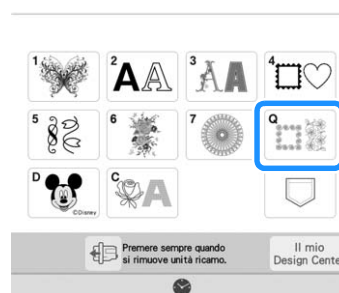 1 2 AA 3 AA 4
5 6 7 Q
D ©Disney C A
Premere sempre quando
si rimuove unità ricamo.
Il mio
Design Cente